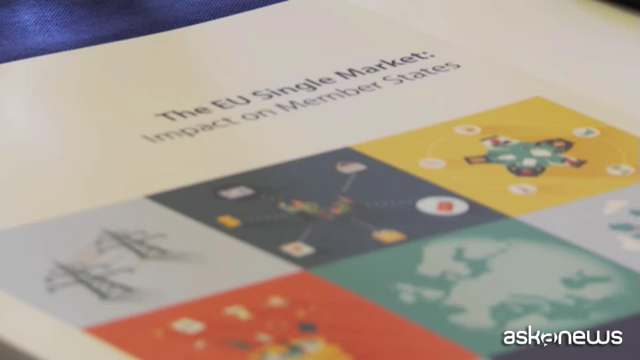 The EU Single Market:
Impact on Member States
askanews